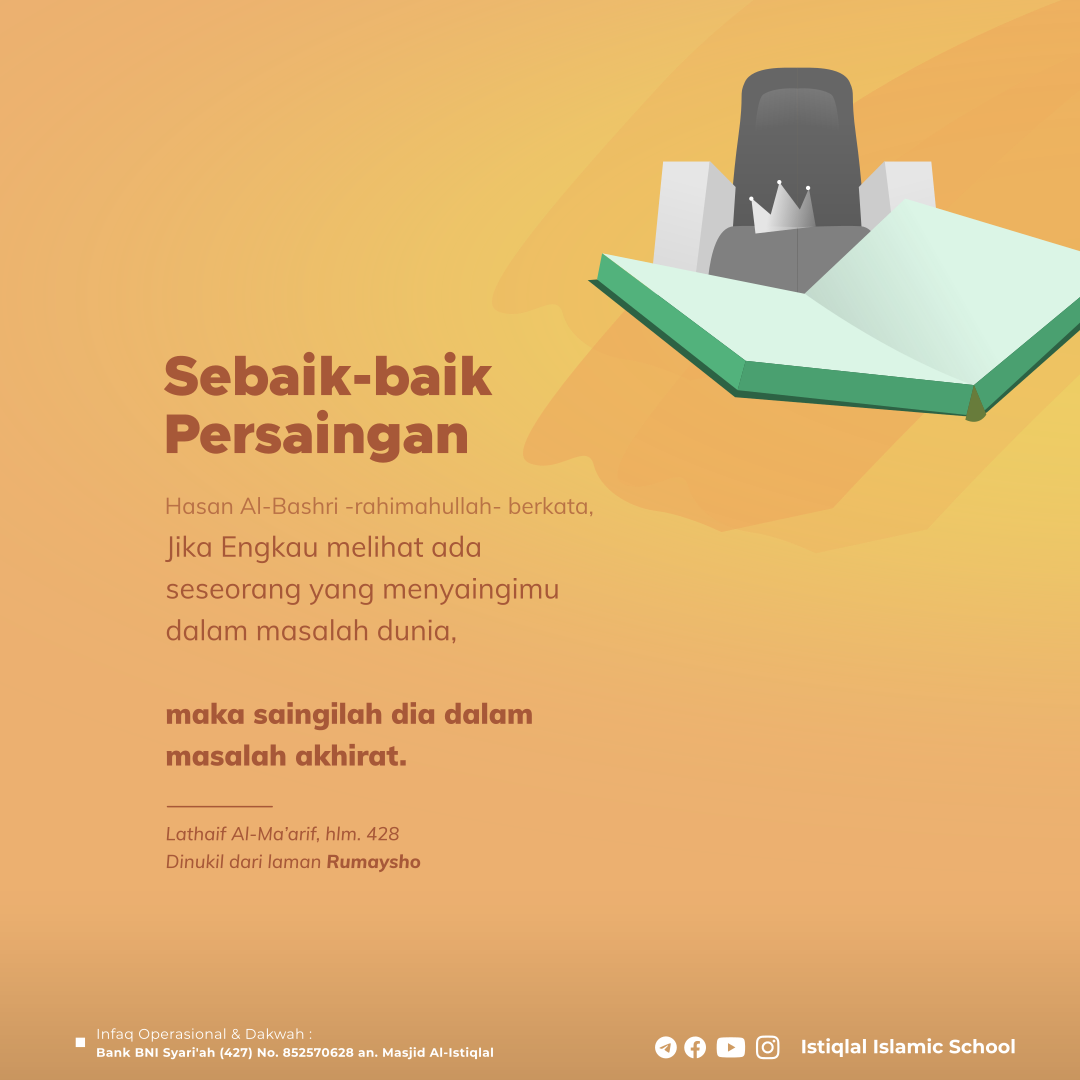 Sebaik-baik
Persaingan
Hasan Al-Bashri -rahimahullah- berkata,
Jika Engkau melihat ada
seseorang yang menyaingimu
dalam masalah dunia,
maka saingilah dia dalam
masalah akhirat.
Lathaif Al-Ma’arif, hlm. 428
Dinukil dari laman Rumaysho
Infaq Operasional & Dakwah :
Bank BNI Syari'ah (427) No. 852570628 an. Masjid Al-Istiqlal
Istiqlal Islamic School